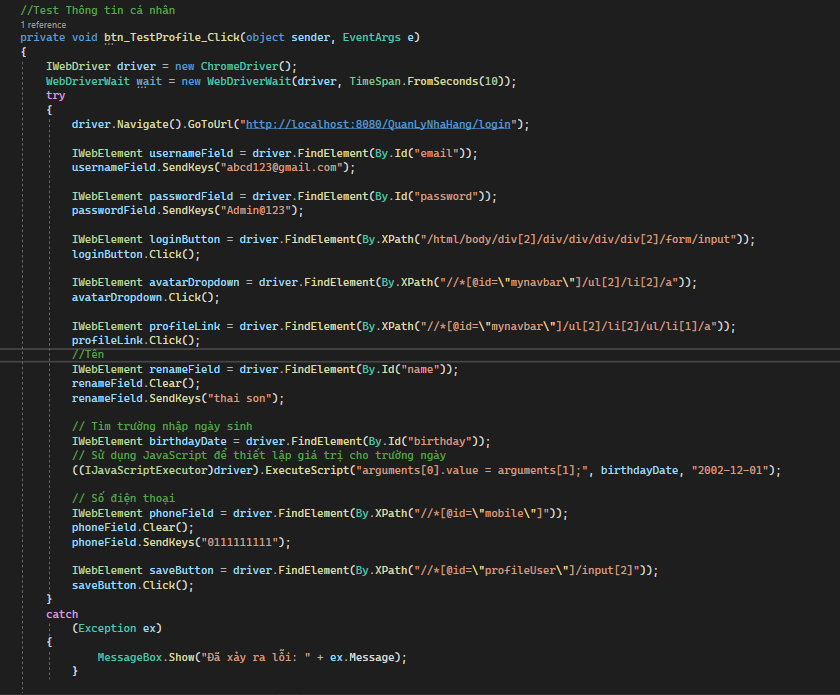 //Test Thông tin cá nhân
1 reference
private void btn_TestProfile_Click(object sender, EventArgs e)
{
IWebDriver driver = new ChromeDriver();
WebDriverWait wait = new WebDriverWait(driver, TimeSpan.FromSeconds(10));
try
{
driver.Navigate().GoToUrl("http://localhost:8080/QuanLyNhaHang/login");
IWebElement usernameField = driver.FindElement(By.Id("email"));
usernameField.SendKeys("abcd123@gmail.com");
IWebElement passwordField = driver.FindElement(By.Id("password"));
passwordField.SendKeys("Admin@123");
IWebElement loginButton = driver.FindElement(By.XPath("/html/body/div[2]/div/div/div/div[2]/form/input"));
loginButton.Click();
IWebElement avatarDropdown = driver.FindElement(By.XPath("//*[@id=\"mynavbar\"]/ul[2]/li[2]/a"));
avatarDropdown.Click();
IWebElement profileLink = driver.FindElement(By.XPath("//*[@id=\"mynavbar\"]/ul[2]/li[2]/ul/li[1]/a"));
profileLink.Click();
//Tên
IWebElement renameField = driver.FindElement(By.Id("name"));
renameField.Clear();
renameField.SendKeys("thai son");
// Tìm trường nhập ngày sinh
IWebElement birthdayDate = driver.FindElement(By.Id("birthday"));
// Sử dụng JavaScript để thiết lập giá trị cho trường ngày
((IJavaScriptExecutor)driver).ExecuteScript("arguments[0].value = arguments[1];", birthdayDate, "2002-12-01");
// Số điện thoại
IWebElement phoneField = driver.FindElement(By.XPath("//*[@id=\"mobile\"]"));
phoneField.Clear();
phoneField.SendKeys("0111111111");
IWebElement saveButton = driver.FindElement(By.XPath("//*[@id=\"profileUser\"]/input[2]"));
saveButton.Click();
}
catch
(Exception ex)
{
MessageBox.Show("Đã xảy ra lỗi: " + ex.Message);
}